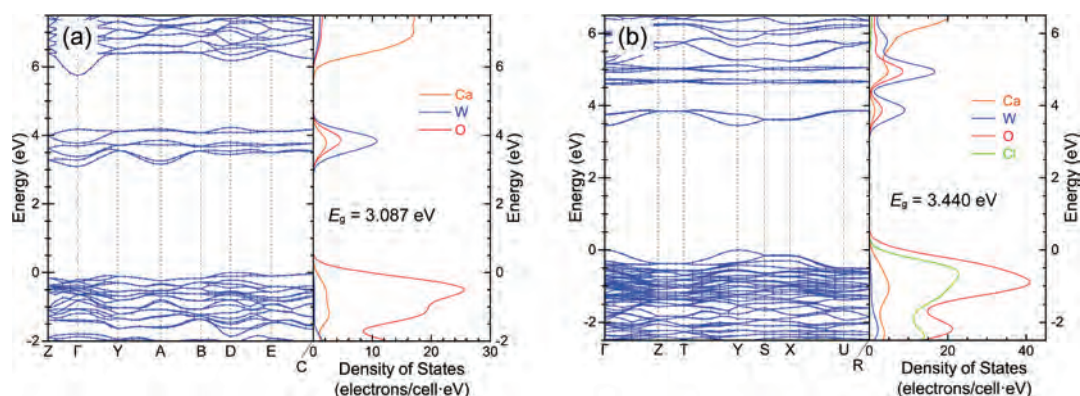 (a)
6
4
2
0
-2
Energy (eV)
Z Γ Y A B D E C
Ca
W
O
Eg = 3.087 eV
0 10 20 30
Density of States
(electrons/cell·eV)
6
4
2
0
-2
Energy (eV)
(b)
6
4
2
0
-2
Energy (eV)
Γ Z T Y S X U R
Ca
W
O
Cl
Eg = 3.440 eV
0 20 40
Density of States
(electrons/cell·eV)
6
4
2
0
-2
Energy (eV)